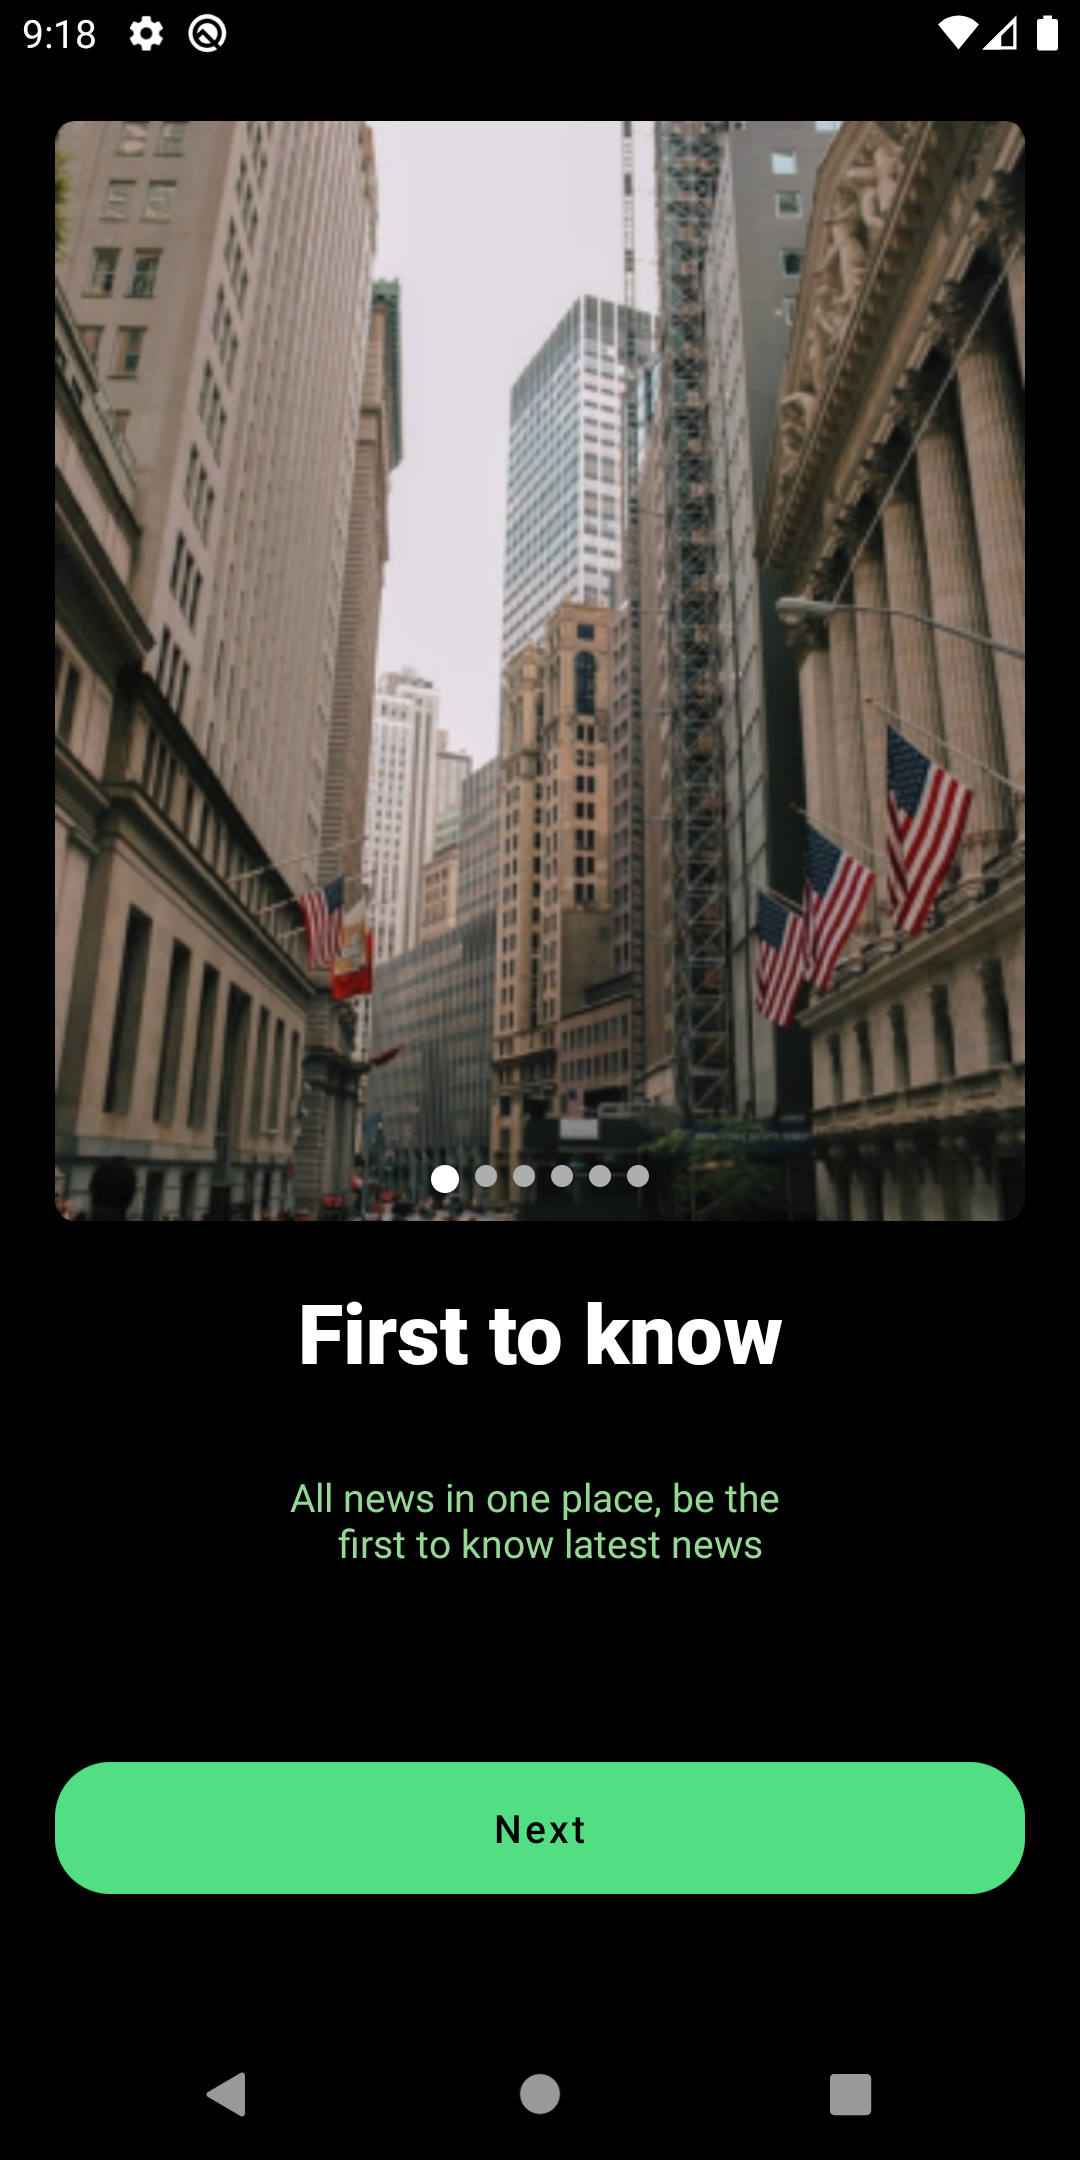 9:18
First to know
All news in one place, be the
first to know latest news
Next